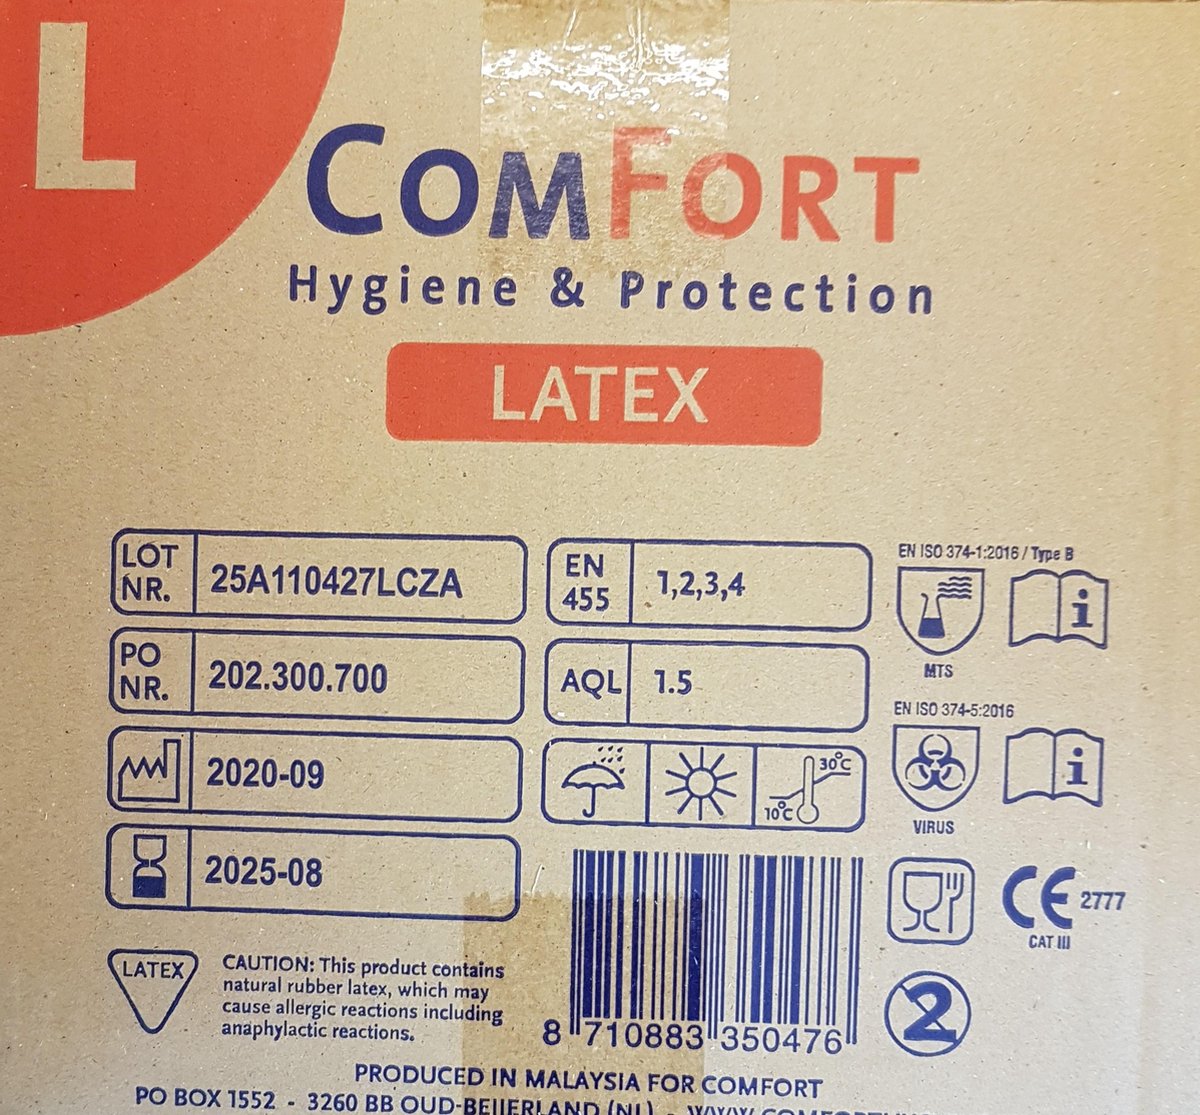 L
COMFORT
Hygiene & Protection
LATEX
LOT NR.
25A110427LCZA
EN 455
1,2,3,4
PO NR.
202.300.700
AQL
1.5
2020-09
30°C
10°C
2025-08
EN ISO 374-1:2016 / Type B
i
MTS
EN ISO 374-5:2016
i
VIRUS
CE 2777
CAT III
2
LATEX
CAUTION: This product contains
natural rubber latex, which may
cause allergic reactions including
anaphylactic reactions.
8 710883 350476
PRODUCED IN MALAYSIA FOR COMFORT
PO BOX 1552 - 3260 BB OUD-BEIJERLAND (NL) -